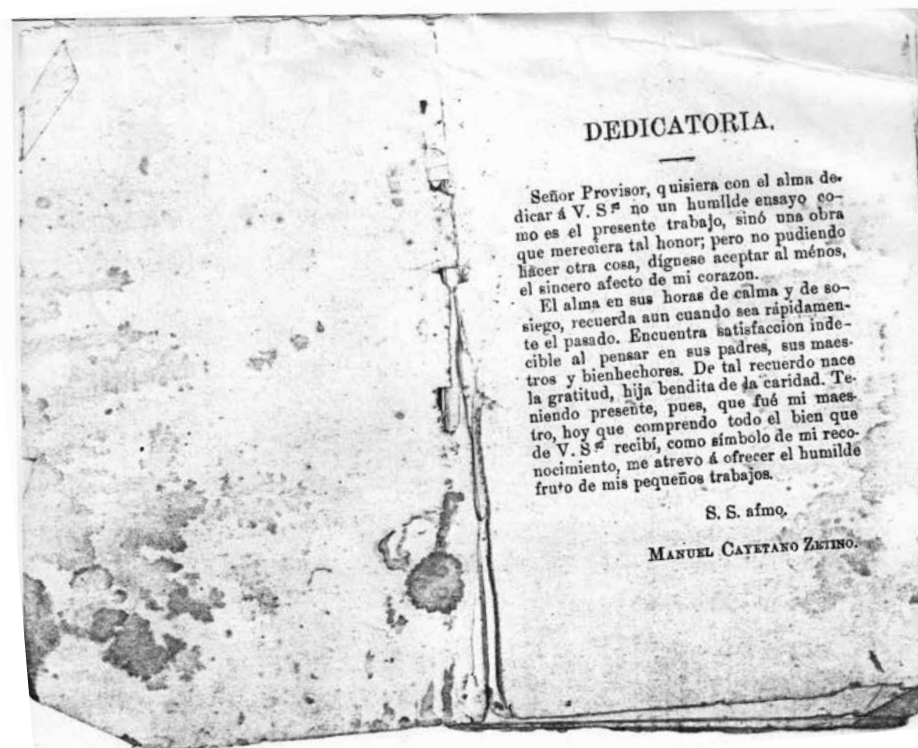 DEDICATORIA.
Señor Provisor, quisiera con el alma de-
dicar á V. Sª no un humilde ensayo co-
mo es el presente trabajo, sinó una obra
que mereciera tal honor; pero no pudiendo
hacer otra cosa, dígnese aceptar al ménos,
el sincero afecto de mi corazon.
El alma en sus horas de calma y de so-
siego, recuerda aun cuando sea rápidamen-
te el pasado. Encuentra satisfaccion inde-
cible al pensar en sus padres, sus maes-
tros y bienhechores. De tal recuerdo nace
la gratitud, hija bendita de la caridad. Te-
niendo presente, pues, que fué mi maes-
tro, hoy que comprendo todo el bien que
de V. Sª recibí, como símbolo de mi reco-
nocimiento, me atrevo á ofrecer el humilde
fruto de mis pequeños trabajos.
S. S. afmo.
MANUEL CAYETANO ZETINO.